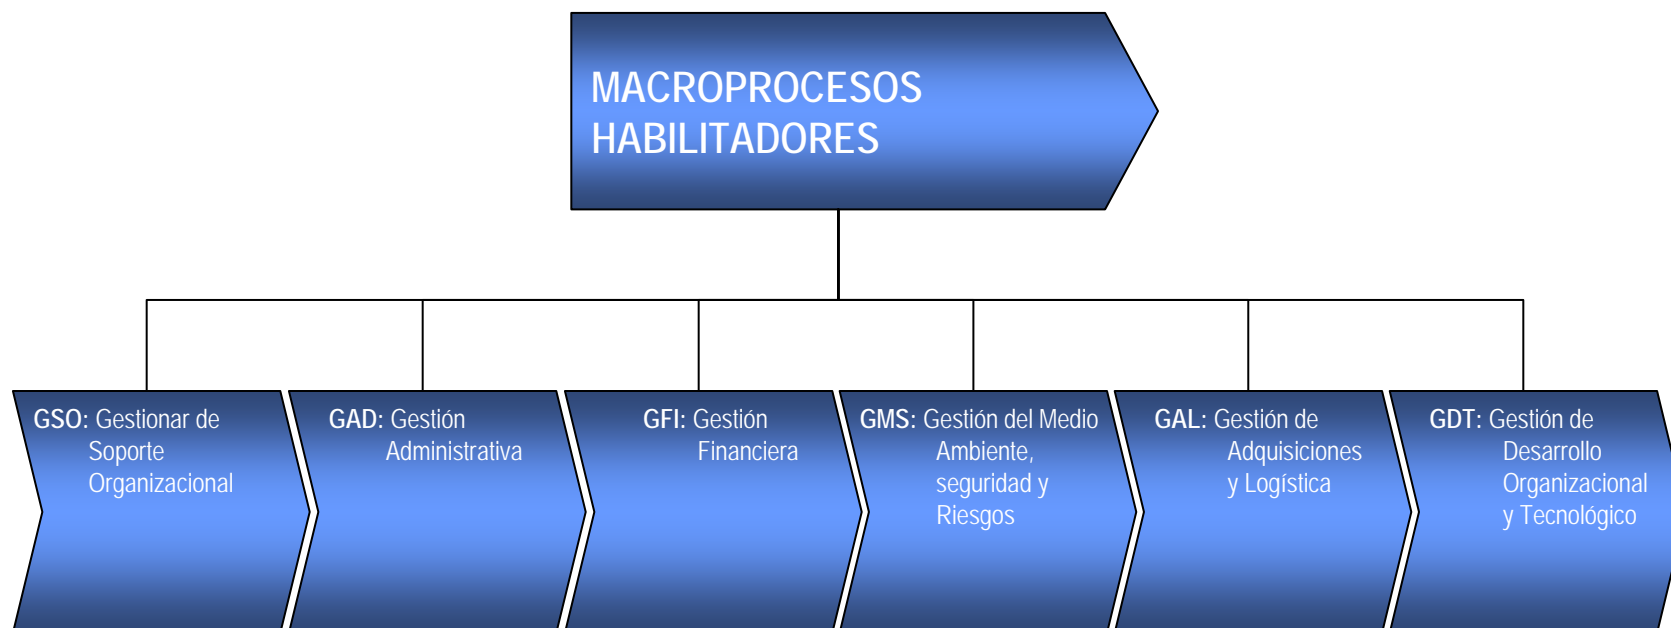 MACROPROCESOS
HABILITADORES
GSO: Gestionar de
Soporte
Organizacional
GAD: Gestión
Administrativa
GFI: Gestión
Financiera
GMS: Gestión del Medio
Ambiente,
seguridad y
Riesgos
GAL: Gestión de
Adquisiciones
y Logística
GDT: Gestión de
Desarrollo
Organizacional
y Tecnológico